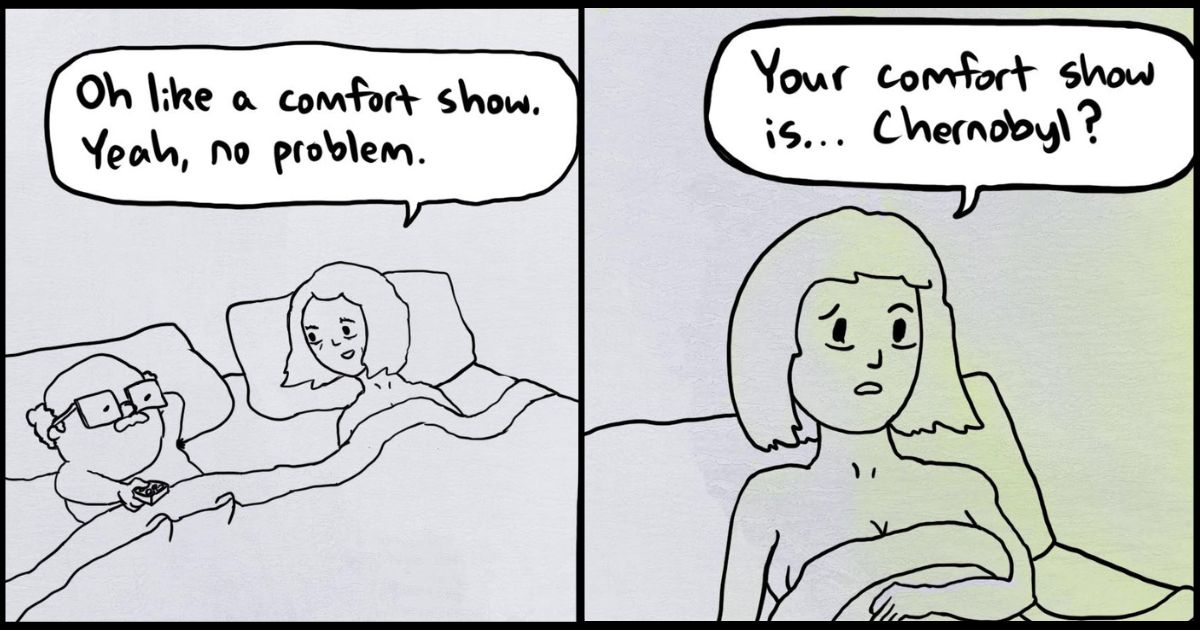 Oh like a comfort show.
Yeah, no problem.
Your comfort show
is... Chernobyl?